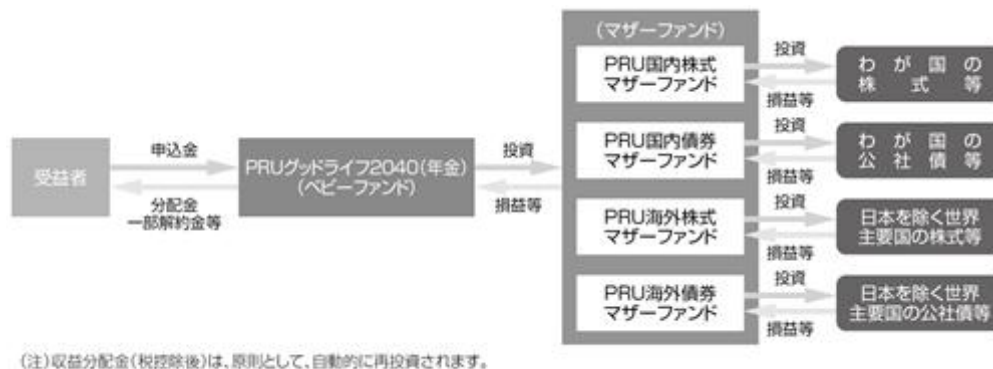 (マザーファンド)
受益者
申込金
分配金
一部解約金等
PRUグッドライフ2040(年金)
(ベビーファンド)
投資
損益等
PRU国内株式
マザーファンド
投資
損益等
わが国の
株式等
PRU国内債券
マザーファンド
投資
損益等
わが国の
公社債等
PRU海外株式
マザーファンド
投資
損益等
日本を除く世界
主要国の株式等
PRU海外債券
マザーファンド
投資
損益等
日本を除く世界
主要国の公社債等
(注)収益分配金(税控除後)は、原則として、自動的に再投資されます。